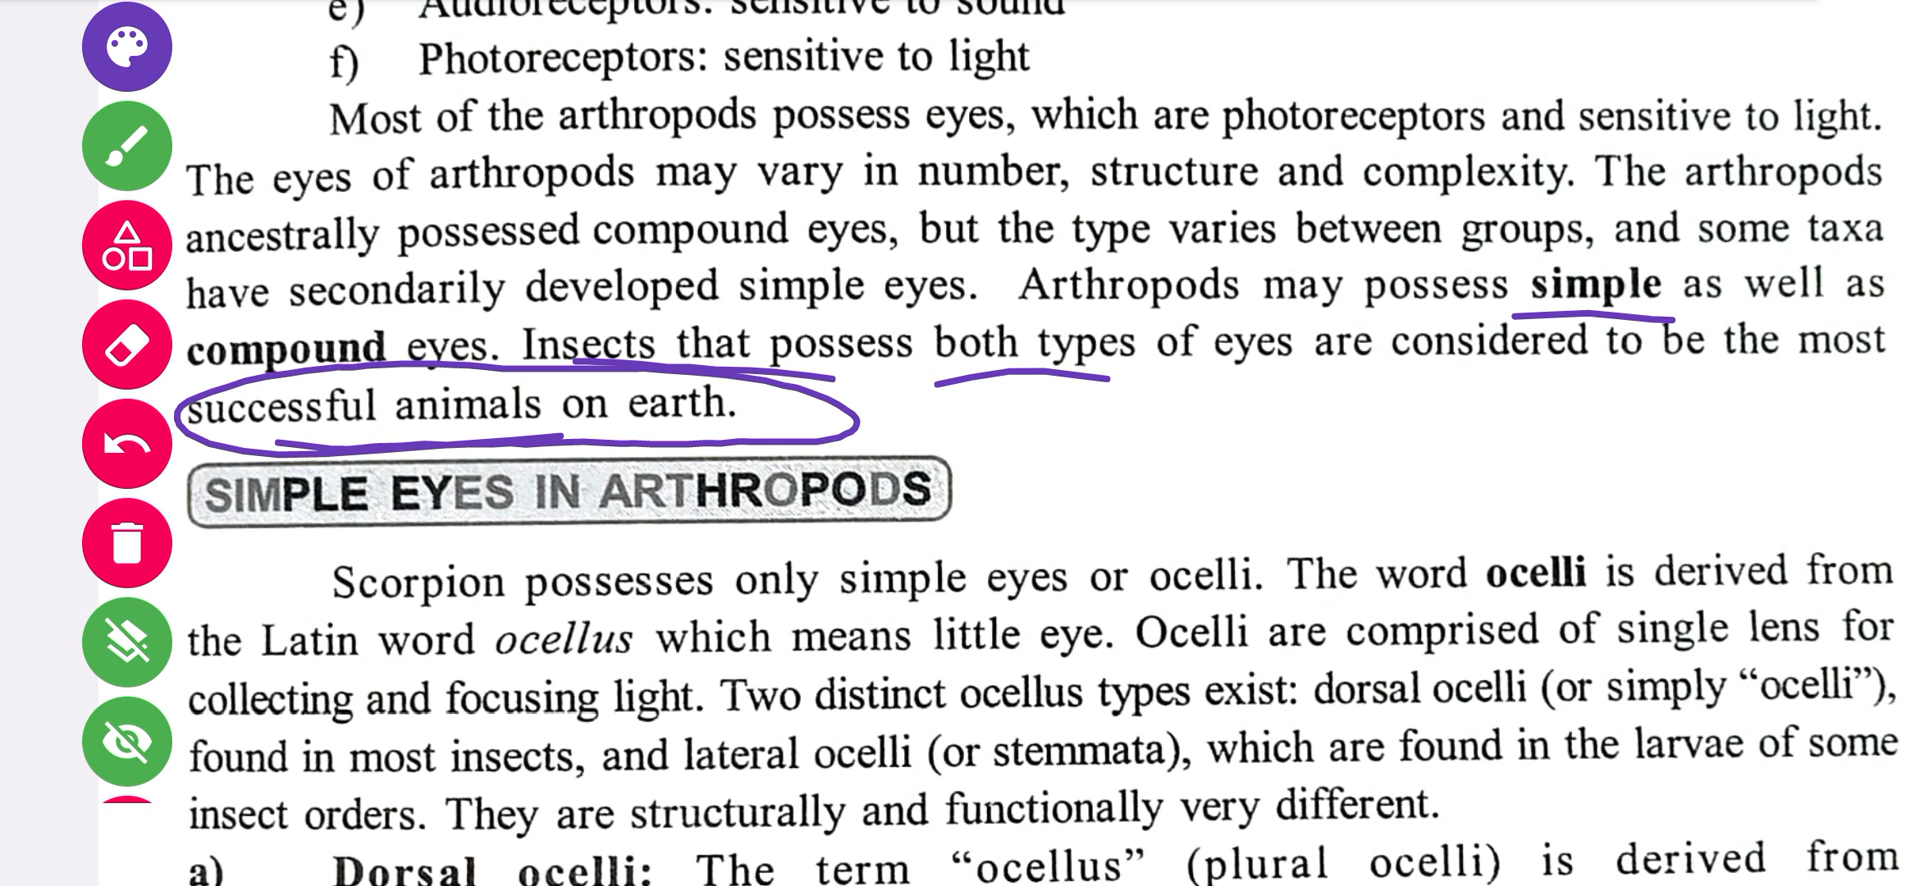 e) Audioreceptors: sensitive to sound
f) Photoreceptors: sensitive to light
Most of the arthropods possess eyes, which are photoreceptors and sensitive to light.
The eyes of arthropods may vary in number, structure and complexity. The arthropods
ancestrally possessed compound eyes, but the type varies between groups, and some taxa
have secondarily developed simple eyes. Arthropods may possess simple as well as
compound eyes. Insects that possess both types of eyes are considered to be the most
successful animals on earth.
SIMPLE EYES IN ARTHROPODS
Scorpion possesses only simple eyes or ocelli. The word ocelli is derived from
the Latin word ocellus which means little eye. Ocelli are comprised of single lens for
collecting and focusing light. Two distinct ocellus types exist: dorsal ocelli (or simply “ocelli”),
found in most insects, and lateral ocelli (or stemmata), which are found in the larvae of some
insect orders. They are structurally and functionally very different.
a) Dorsal ocelli: The term “ocellus” (plural ocelli) is derived from